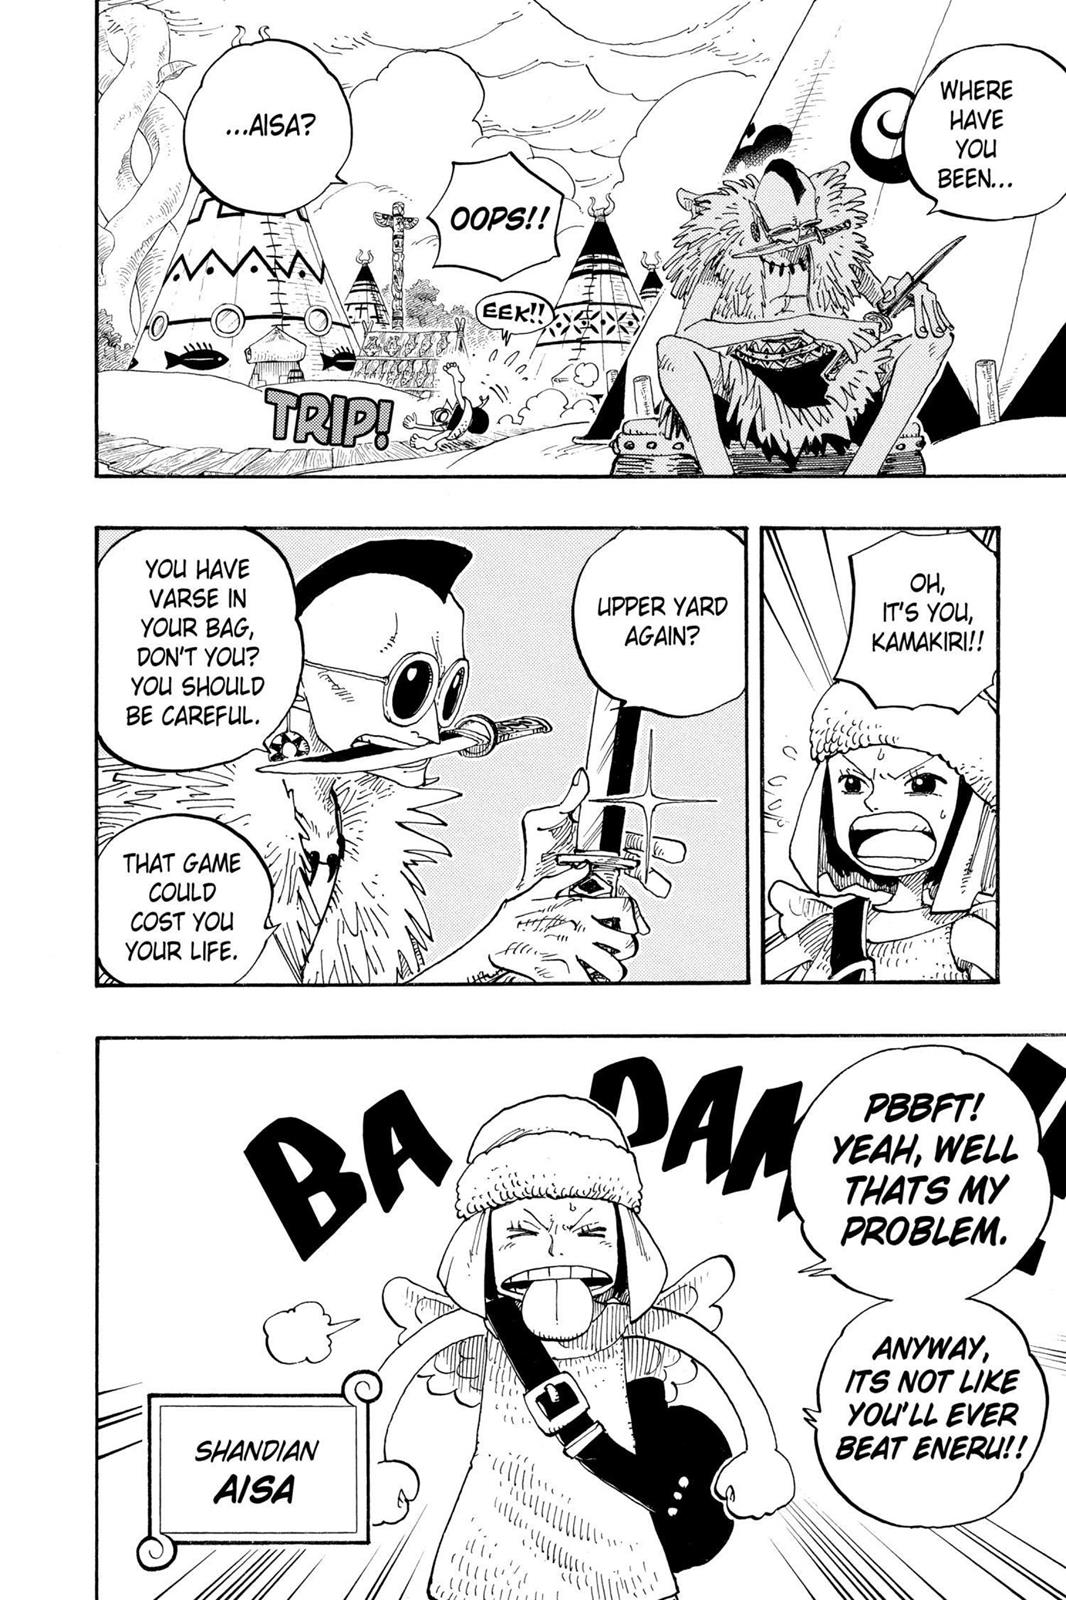 WHERE
HAVE
YOU
BEEN...
...AISA?
OOPS!!
EEK!!
TRIP!
OH,
IT'S YOU,
KAMAKIRI!!
UPPER YARD
AGAIN?
YOU HAVE
VARSE IN
YOUR BAG,
DON'T YOU?
YOU SHOULD
BE CAREFUL.
THAT GAME
COULD
COST YOU
YOUR LIFE.
BA DAM!!
PBBFT!
YEAH, WELL
THATS MY
PROBLEM.
ANYWAY,
ITS NOT LIKE
YOU'LL EVER
BEAT ENERU!!
SHANDIAN
AISA